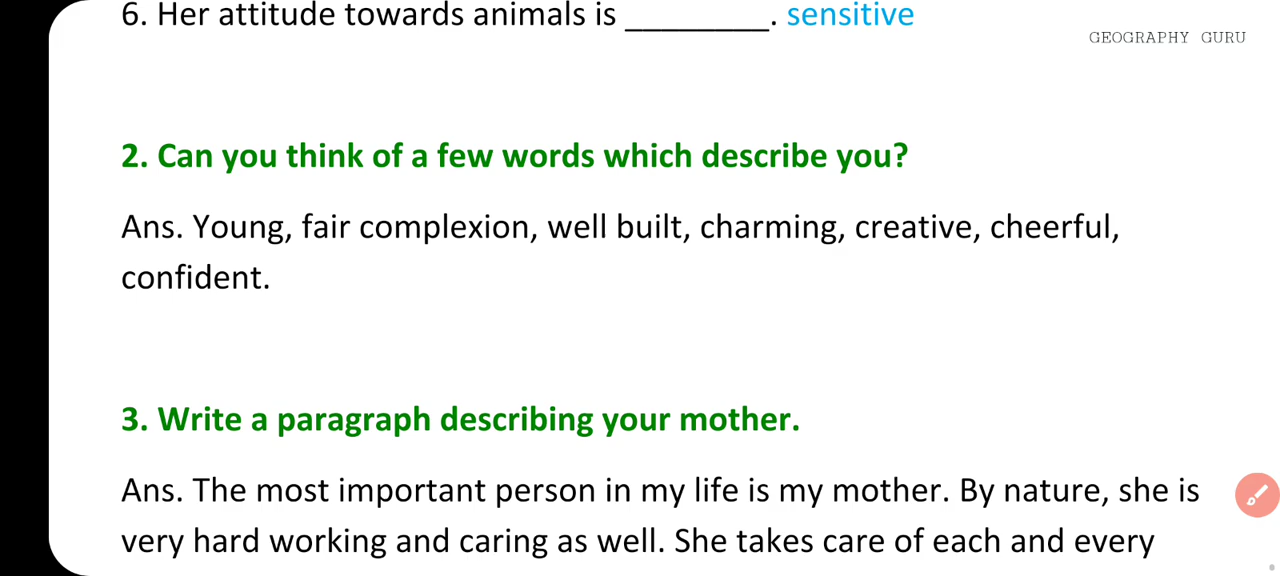 6. Her attitude towards animals is ________. sensitive
GEOGRAPHY GURU
2. Can you think of a few words which describe you?
Ans. Young, fair complexion, well built, charming, creative, cheerful,
confident.
3. Write a paragraph describing your mother.
Ans. The most important person in my life is my mother. By nature, she is
very hard working and caring as well. She takes care of each and every